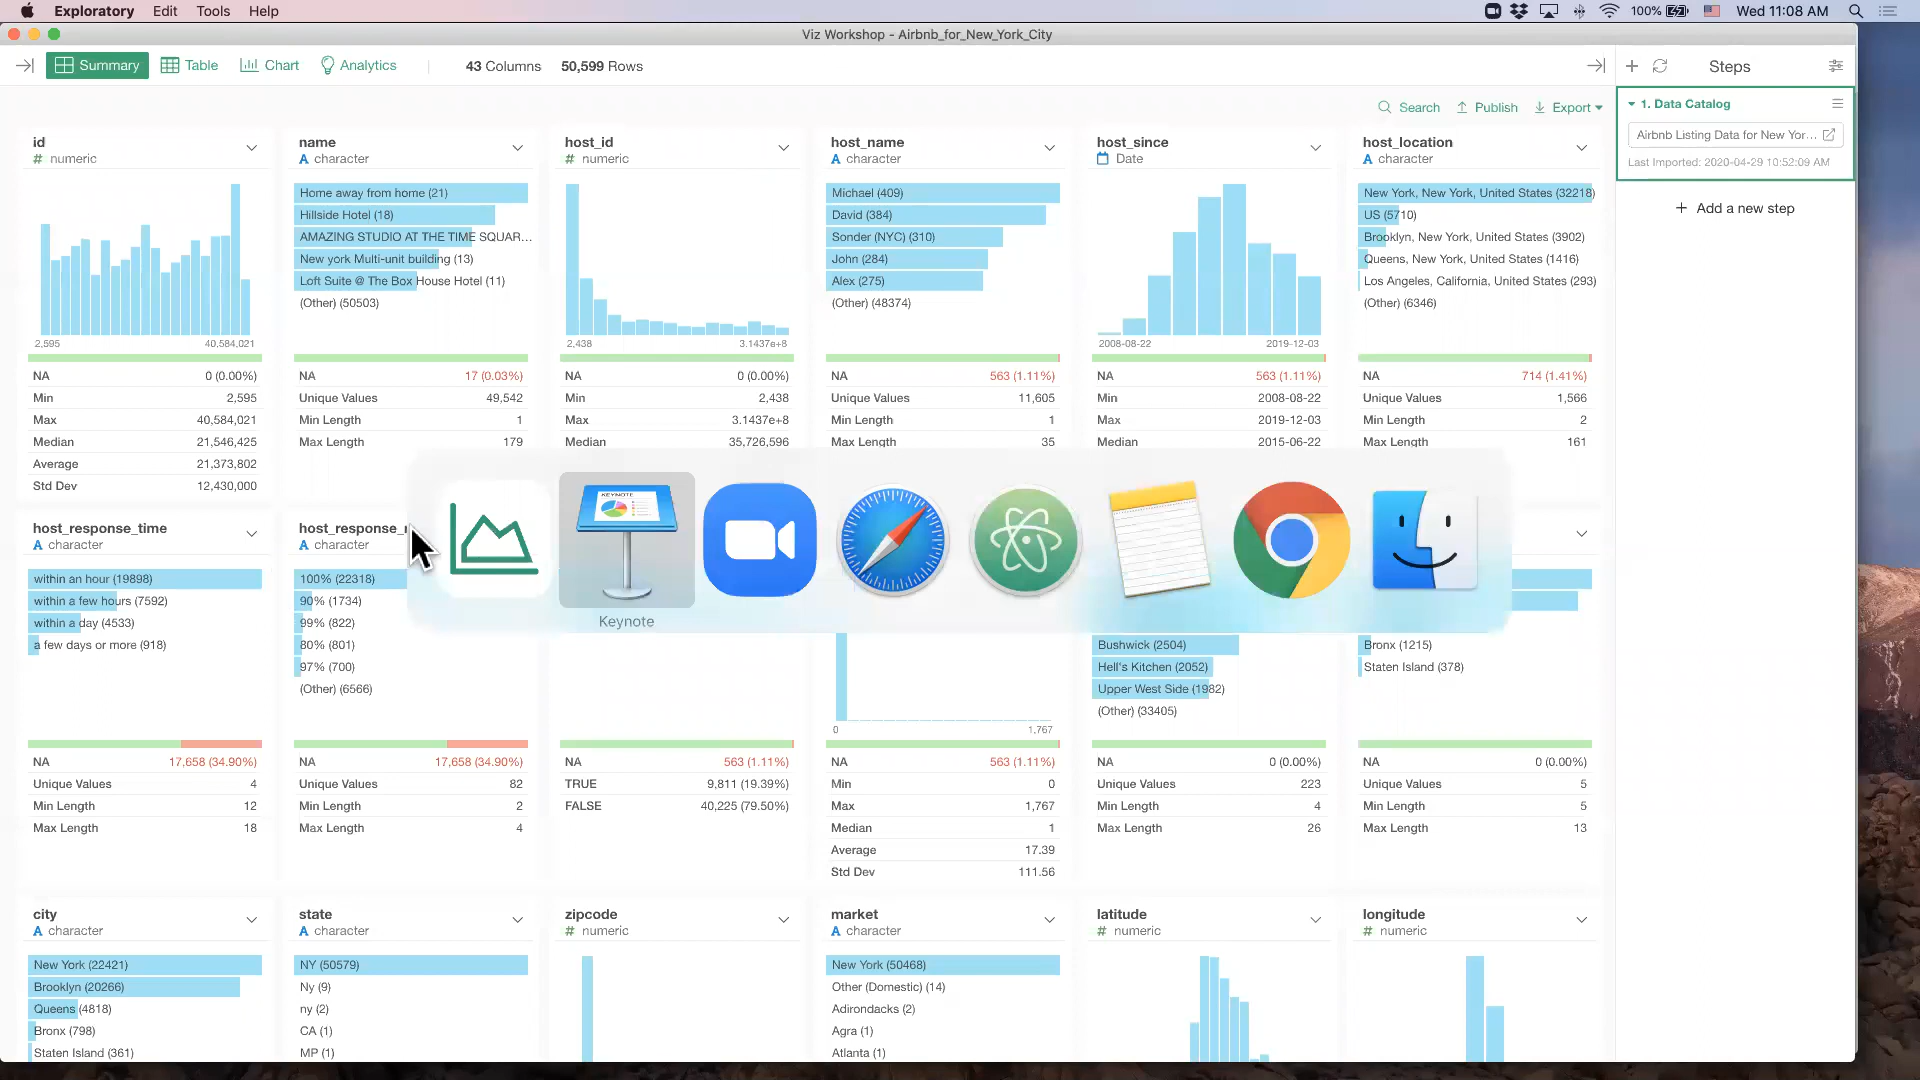 Exploratory Edit Tools Help 100% Wed 11:08 AM
Viz Workshop - Airbnb_for_New_York_City
Summary Table Chart Analytics 43 Columns 50,599 Rows Steps
Search Publish Export
1. Data Catalog
Airbnb Listing Data for New Yor...
Last Imported: 2020-04-29 10:52:09 AM
+ Add a new step
id
# numeric
2,595 40,584,021
NA 0 (0.00%)
Min 2,595
Max 40,584,021
Median 21,546,425
Average 21,373,802
Std Dev 12,430,000
name
A character
Home away from home (21)
Hillside Hotel (18)
AMAZING STUDIO AT THE TIME SQUAR...
New york Multi-unit building (13)
Loft Suite @ The Box House Hotel (11)
(Other) (50503)
NA 17 (0.03%)
Unique Values 49,542
Min Length 1
Max Length 179
host_id
# numeric
2,438 3.1437e+8
NA 0 (0.00%)
Min 2,438
Max 3.1437e+8
Median 35,726,596
host_name
A character
Michael (409)
David (384)
Sonder (NYC) (310)
John (284)
Alex (275)
(Other) (48374)
NA 563 (1.11%)
Unique Values 11,605
Min Length 1
Max Length 35
host_since
Date
2008-08-22 2019-12-03
NA 563 (1.11%)
Min 2008-08-22
Max 2019-12-03
Median 2015-06-22
host_location
A character
New York, New York, United States (32218)
US (5710)
Brooklyn, New York, United States (3902)
Queens, New York, United States (1416)
Los Angeles, California, United States (293)
(Other) (6346)
NA 714 (1.41%)
Unique Values 1,566
Min Length 2
Max Length 161
KEYNOTE
Keynote
host_response_time
A character
within an hour (19898)
within a few hours (7592)
within a day (4533)
a few days or more (918)
NA 17,658 (34.90%)
Unique Values 4
Min Length 12
Max Length 18
host_response_
A character
100% (22318)
90% (1734)
99% (822)
80% (801)
97% (700)
(Other) (6566)
NA 17,658 (34.90%)
Unique Values 82
Min Length 2
Max Length 4
NA 563 (1.11%)
TRUE 9,811 (19.39%)
FALSE 40,225 (79.50%)
0 1,767
NA 563 (1.11%)
Min 0
Max 1,767
Median 1
Average 17.39
Std Dev 111.56
Bushwick (2504)
Hell's Kitchen (2052)
Upper West Side (1982)
(Other) (33405)
NA 0 (0.00%)
Unique Values 223
Min Length 4
Max Length 26
Bronx (1215)
Staten Island (378)
NA 0 (0.00%)
Unique Values 5
Min Length 5
Max Length 13
city
A character
New York (22421)
Brooklyn (20266)
Queens (4818)
Bronx (798)
Staten Island (361)
state
A character
NY (50579)
Ny (9)
ny (2)
CA (1)
MP (1)
zipcode
# numeric
market
A character
New York (50468)
Other (Domestic) (14)
Adirondacks (2)
Agra (1)
Atlanta (1)
latitude
# numeric
longitude
# numeric